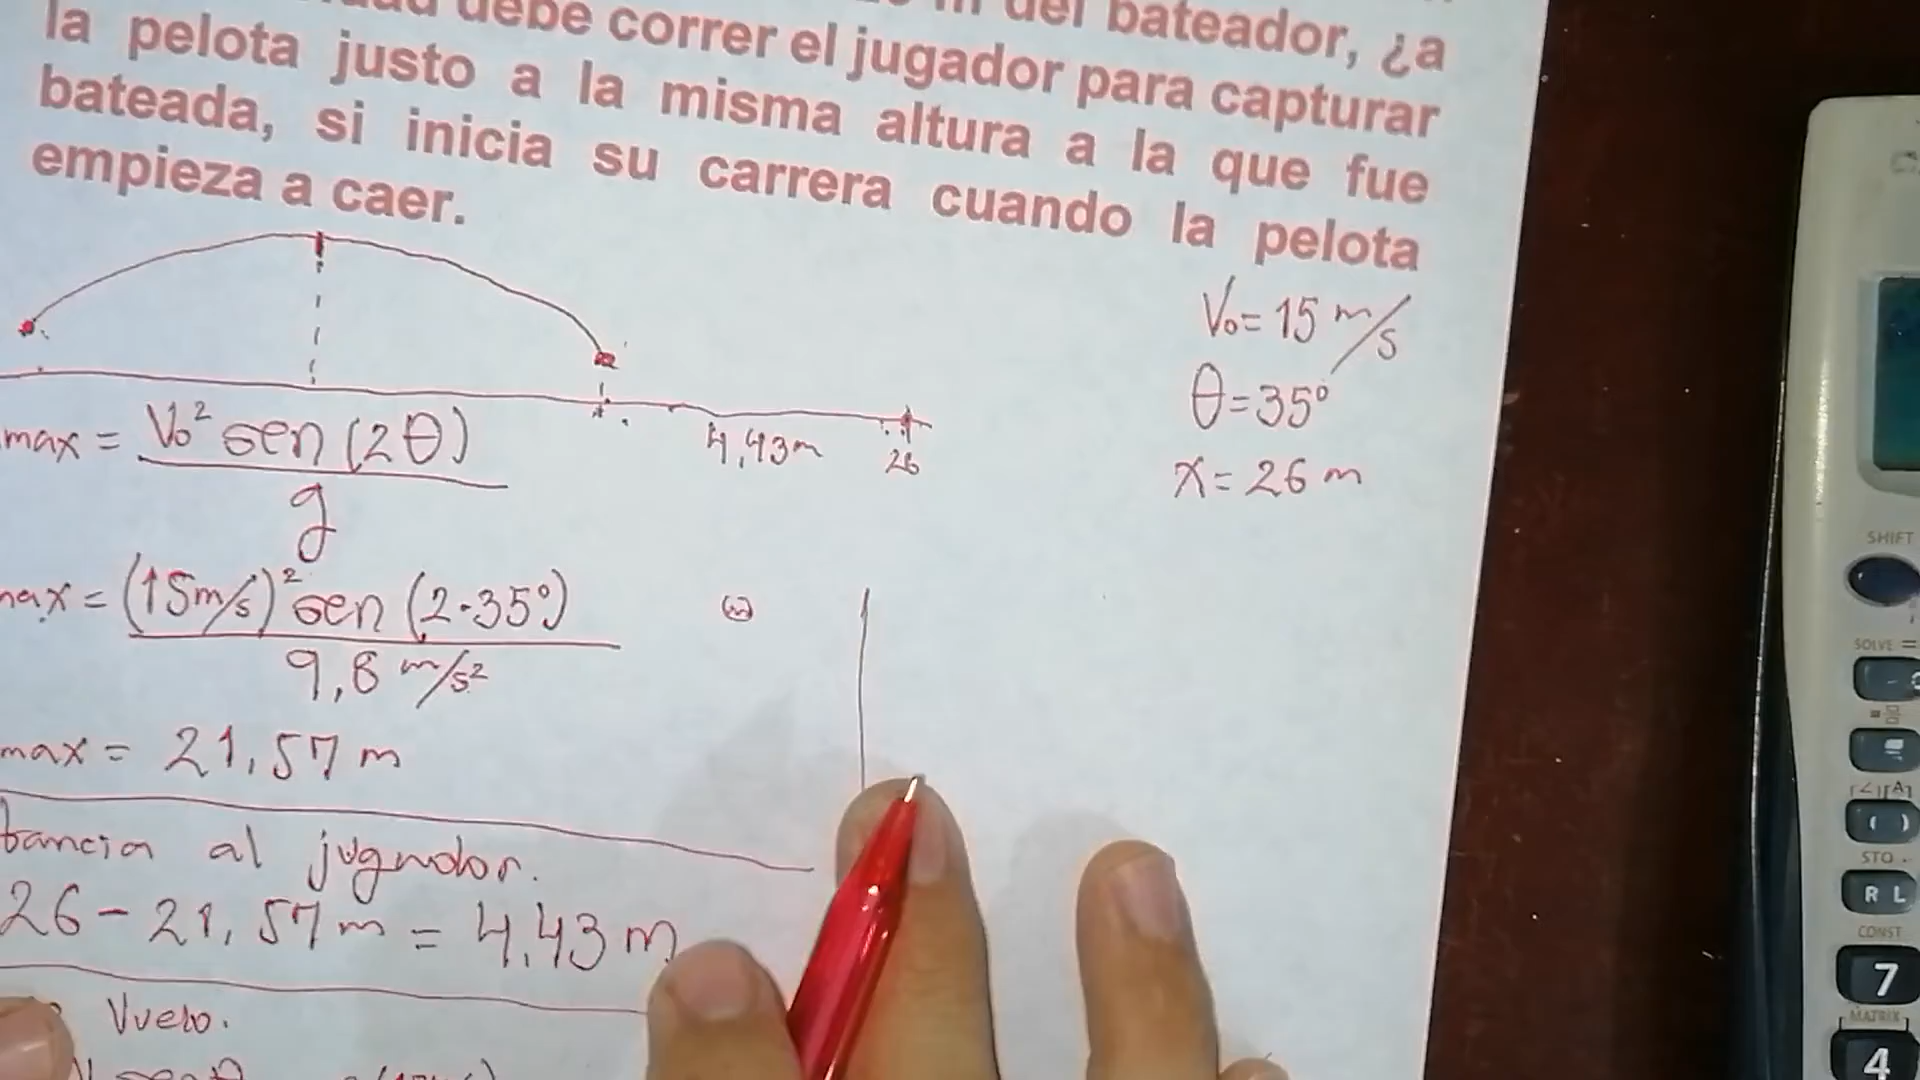 debe correr el jugador para capturar
m del bateador, ¿a
la pelota justo a la misma altura a la que fue
bateada, si inicia su carrera cuando la pelota
empieza a caer.
V₀ = 15 m/s
θ = 35°
x = 26 m
4,43m
26
max = V₀² sen (2θ)
g
max = (15m/s)² sen (2·35°)
9,8 m/s²
max = 21,57 m
tancia al jugador.
26 - 21,57 m = 4,43 m
Vuelo.
SHIFT
SOLVE =
STO
R L
CONST
7
MATRIX
4